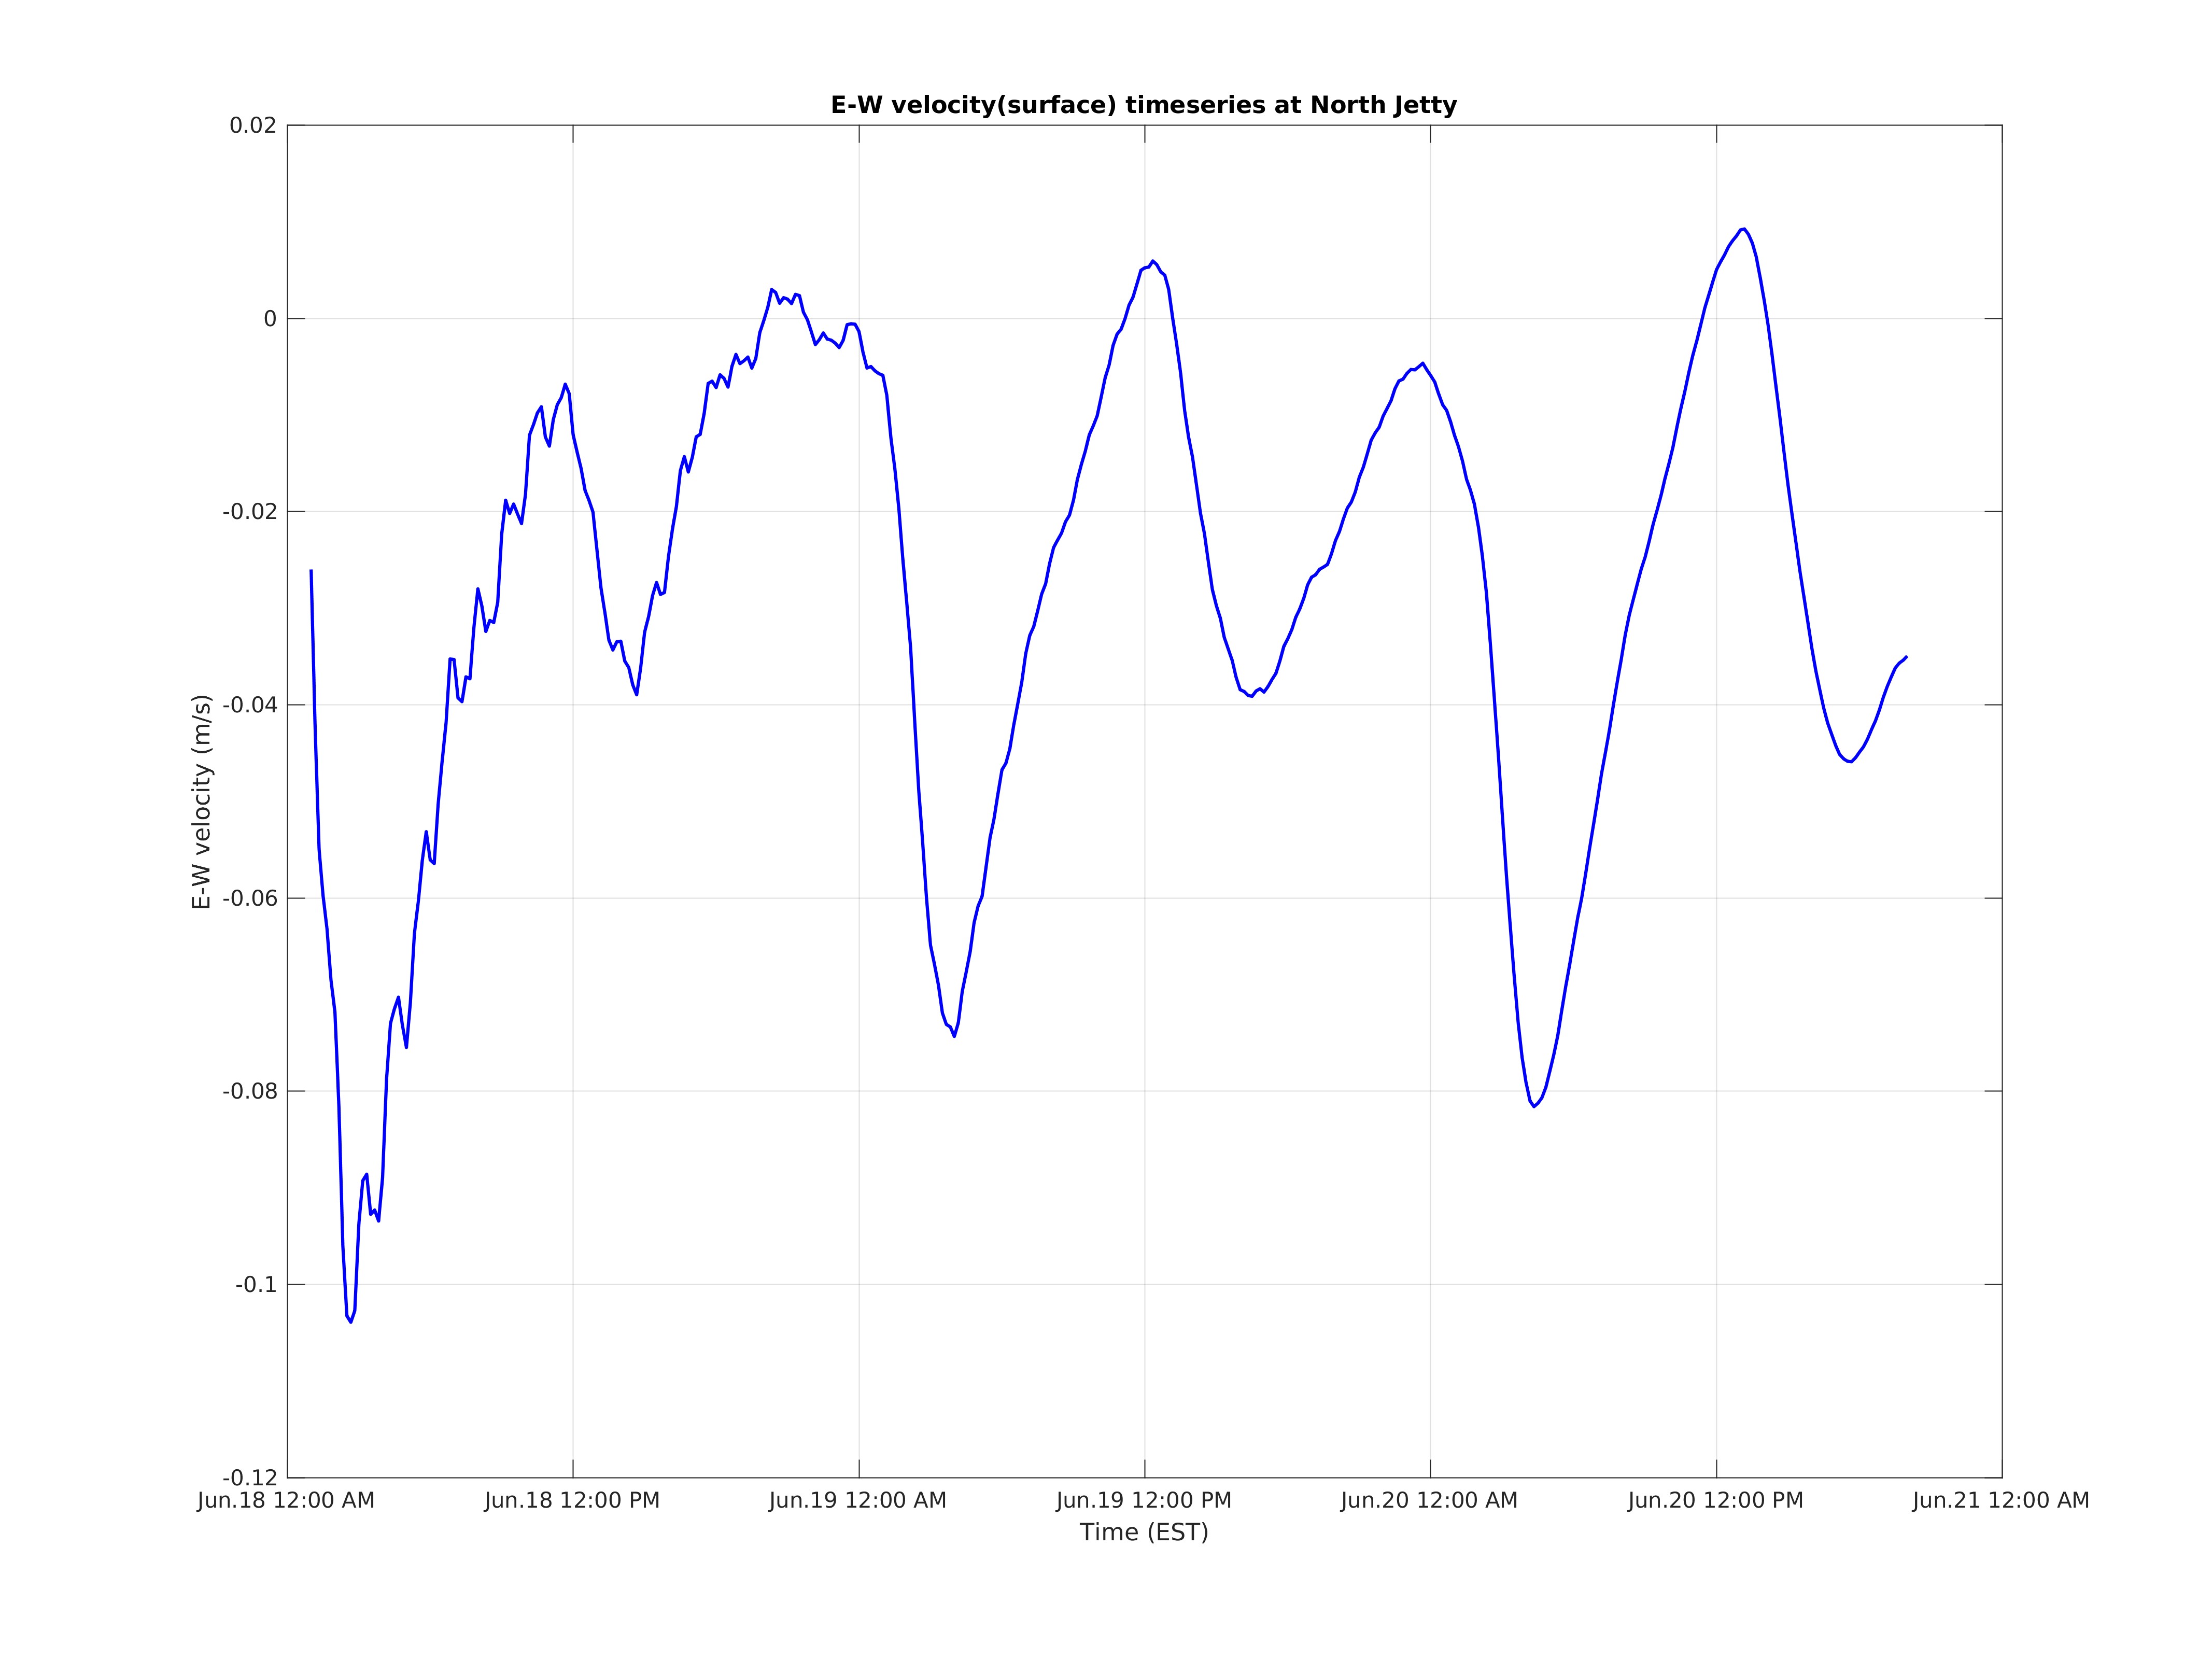 E-W velocity(surface) timeseries at North Jetty
0.02
0
-0.02
-0.04
-0.06
-0.08
-0.1
-0.12
E-W velocity (m/s)
Jun.18 12:00 AM Jun.18 12:00 PM Jun.19 12:00 AM Jun.19 12:00 PM Jun.20 12:00 AM Jun.20 12:00 PM Jun.21 12:00 AM
Time (EST)